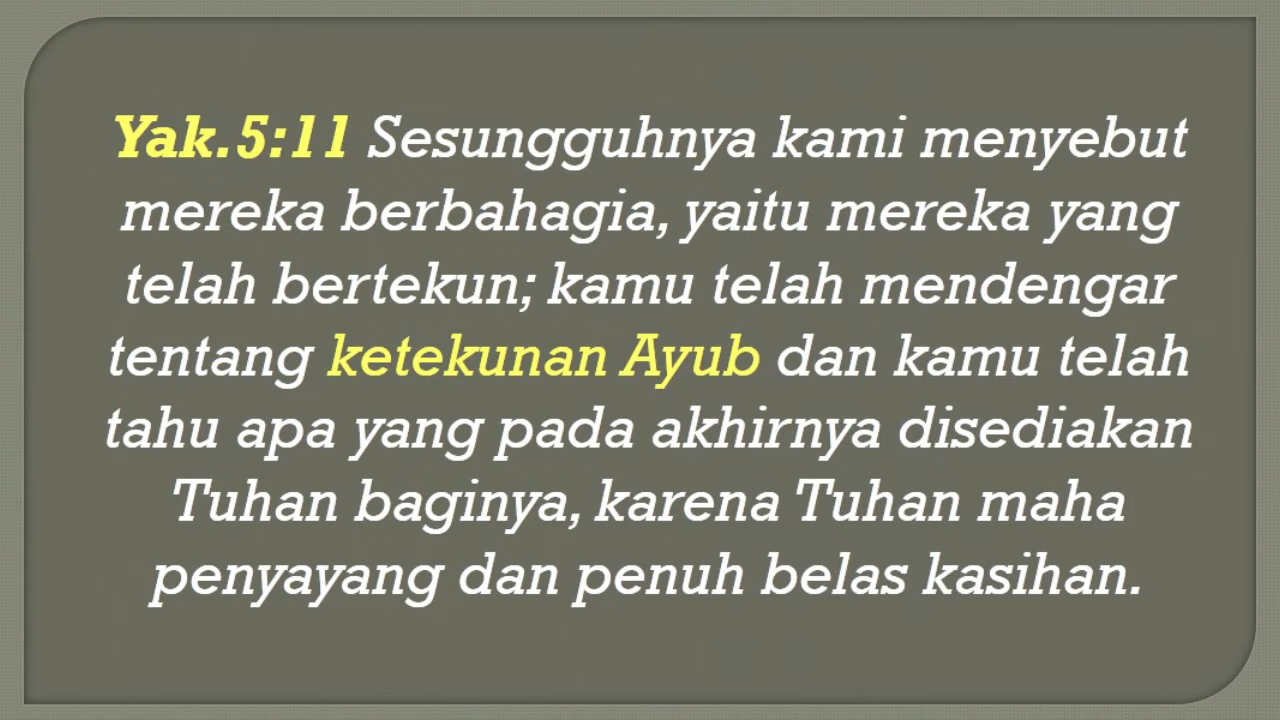 Yak.5:11 Sesungguhnya kami menyebut
mereka berbahagia, yaitu mereka yang
telah bertekun; kamu telah mendengar
tentang ketekunan Ayub dan kamu telah
tahu apa yang pada akhirnya disediakan
Tuhan baginya, karena Tuhan maha
penyayang dan penuh belas kasihan.